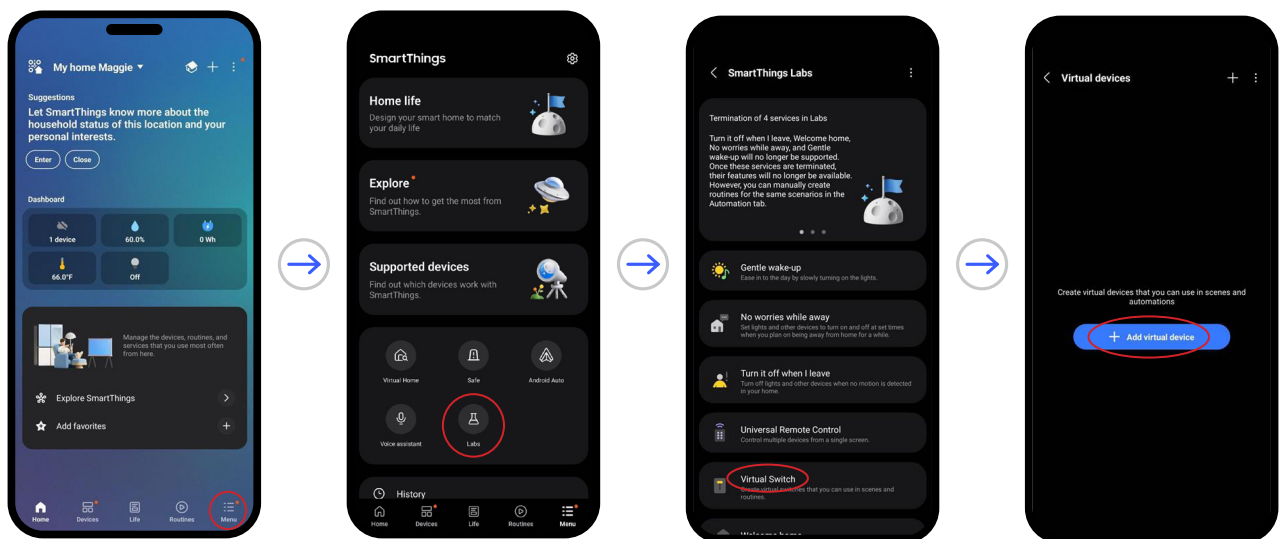 My home Maggie
Suggestions
Let SmartThings know more about the
household status of this location and your
personal interests.
Enter Close
Dashboard
1 device 60.0% 0 Wh
66.0°F Off
Manage the devices, routines, and
services that you use most often
from here.
Explore SmartThings
Add favorites
Home Devices Life Routines Menu
SmartThings
Home life
Design your smart home to match
your daily life
Explore
Find out how to get the most from
SmartThings.
Supported devices
Find out which devices work with
SmartThings.
Virtual Home Safe Android Auto
Voice assistant Labs
History
Home Devices Life Routines Menu
SmartThings Labs
Termination of 4 services in Labs
Turn it off when I leave, Welcome home,
No worries while away, and Gentle
wake-up will no longer be supported.
Once these services are terminated,
their features will no longer be available.
However, you can manually create
routines for the same scenarios in the
Automation tab.
Gentle wake-up
Ease in to the day by slowly turning on the lights.
No worries while away
Set lights and other devices to turn on and off at set times
when you plan on being away from home for a while.
Turn it off when I leave
Turn off lights and other devices when no motion is detected
in your home.
Universal Remote Control
Control multiple devices from a single screen.
Virtual Switch
Create virtual switches that you can use in scenes and
routines.
Welcome home
Virtual devices
Create virtual devices that you can use in scenes and
automations
Add virtual device